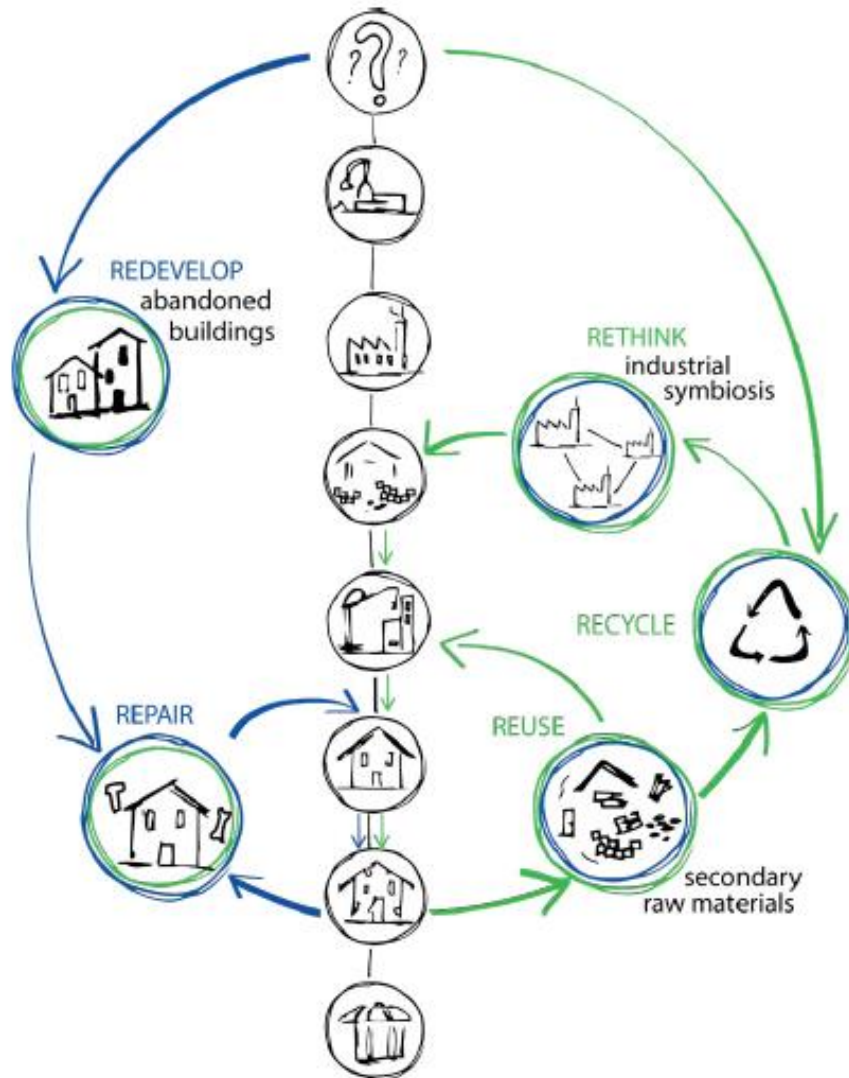 ? ? ?
REDEVELOP
abandoned
buildings
RETHINK
industrial
symbiosis
RECYCLE
REPAIR
REUSE
secondary
raw materials